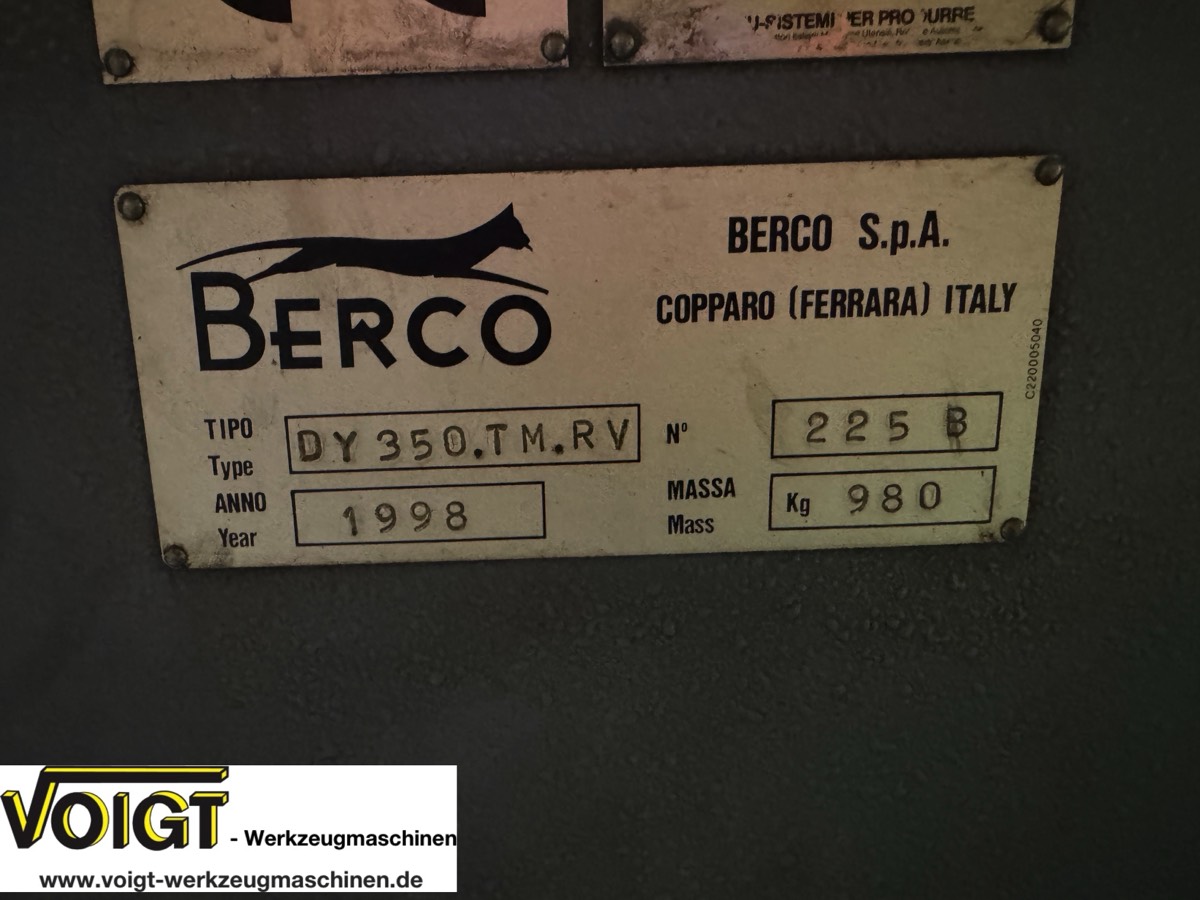 BERCO
BERCO S.p.A.
COPPARO (FERRARA) ITALY
C220005040
TIPO
Type
DY 350.TM.RV
Nº
225 B
ANNO
Year
1998
MASSA
Mass
Kg 980
VOIGT - Werkzeugmaschinen
www.voigt-werkzeugmaschinen.de